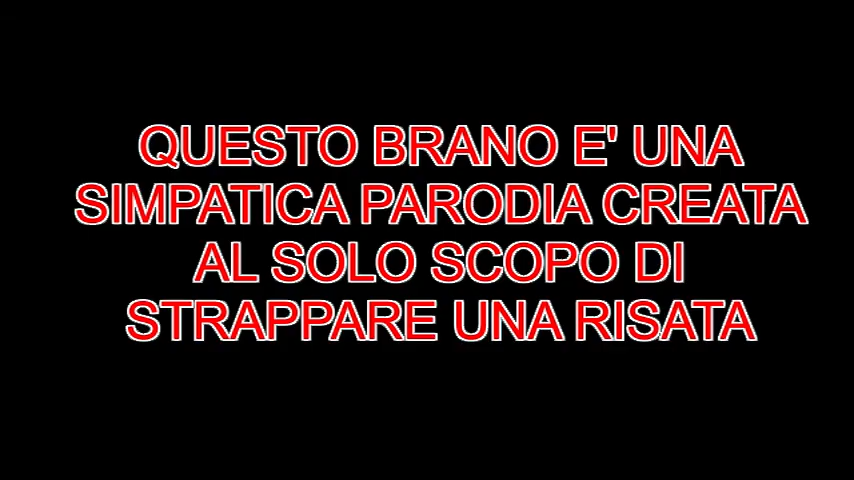 QUESTO BRANO E' UNA
SIMPATICA PARODIA CREATA
AL SOLO SCOPO DI
STRAPPARE UNA RISATA